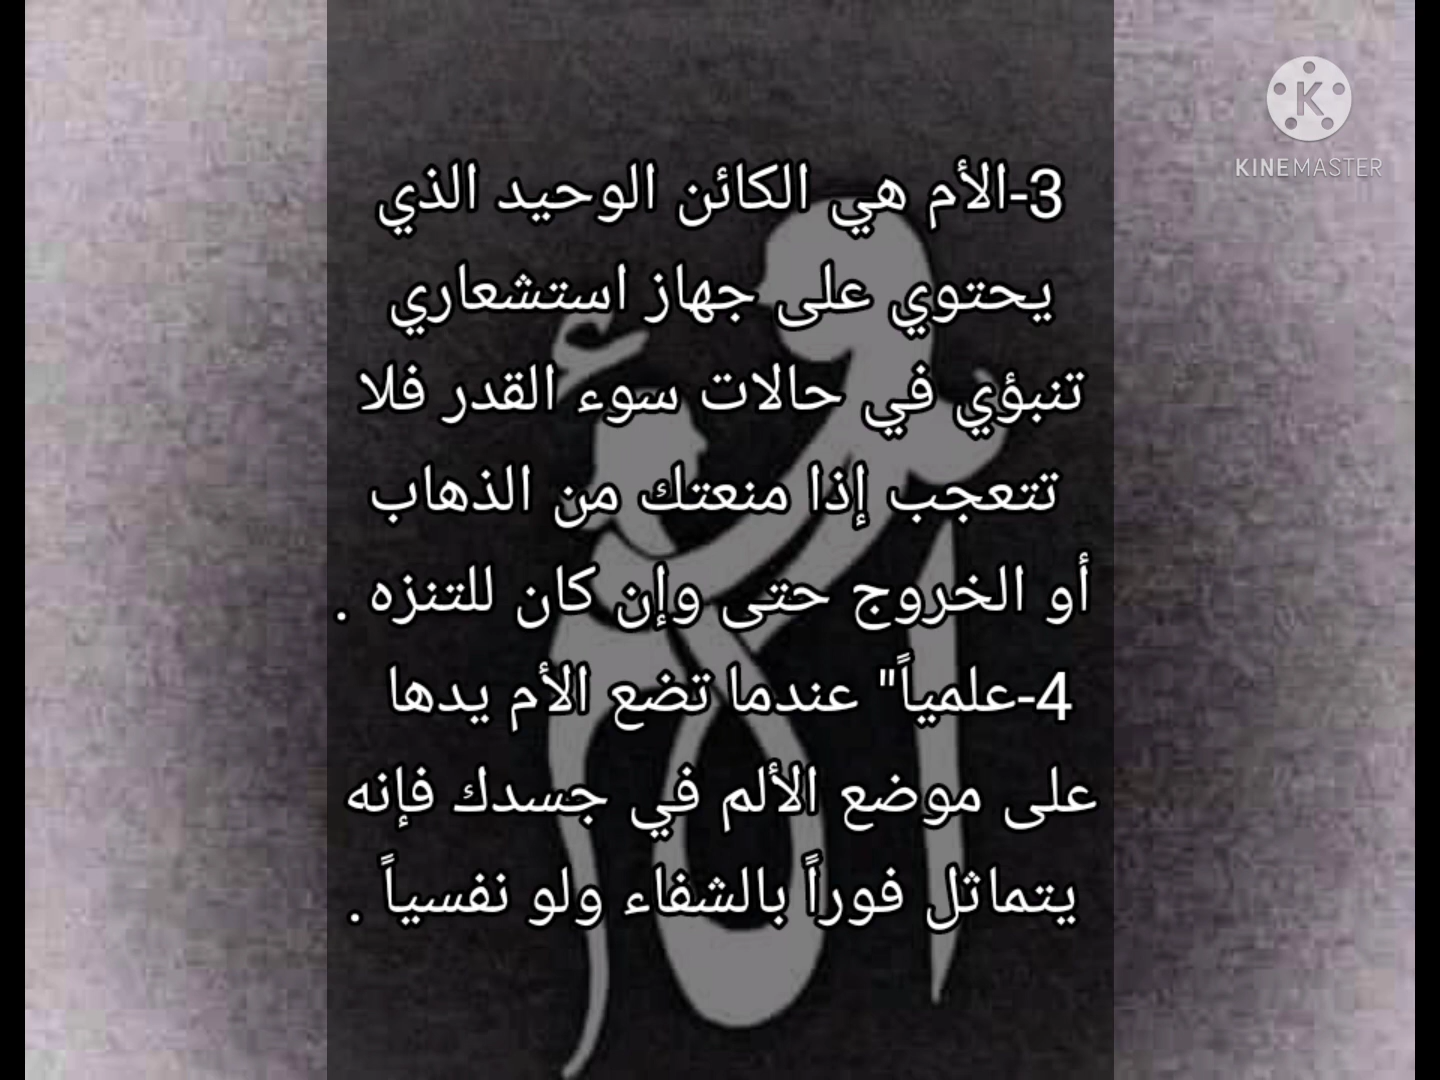 K
KINEMASTER
3-الأم هي الكائن الوحيد الذي
يحتوي على جهاز استشعاري
تنبؤي في حالات سوء القدر فلا
تتعجب إذا منعتك من الذهاب
أو الخروج حتى وإن كان للتنزه .
4-علمياً" عندما تضع الأم يدها
على موضع الألم في جسدك فإنه
يتماثل فوراً بالشفاء ولو نفسياً .